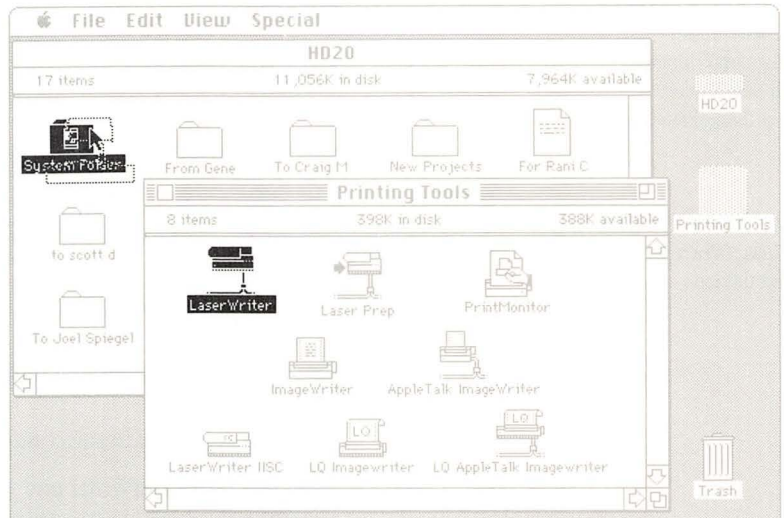 File Edit View Special
HD20
17 items 11,056K in disk 7,964K available
HD20
System Folder From Gene To Craig M New Projects For Rani C
Printing Tools
8 items 398K in disk 388K available
Printing Tools
to scott d
LaserWriter Laser Prep PrintMonitor
To Joel Spiegel
ImageWriter AppleTalk ImageWriter
LQ LQ
LaserWriter IISC LQ Imagewriter LQ AppleTalk Imagewriter
Trash